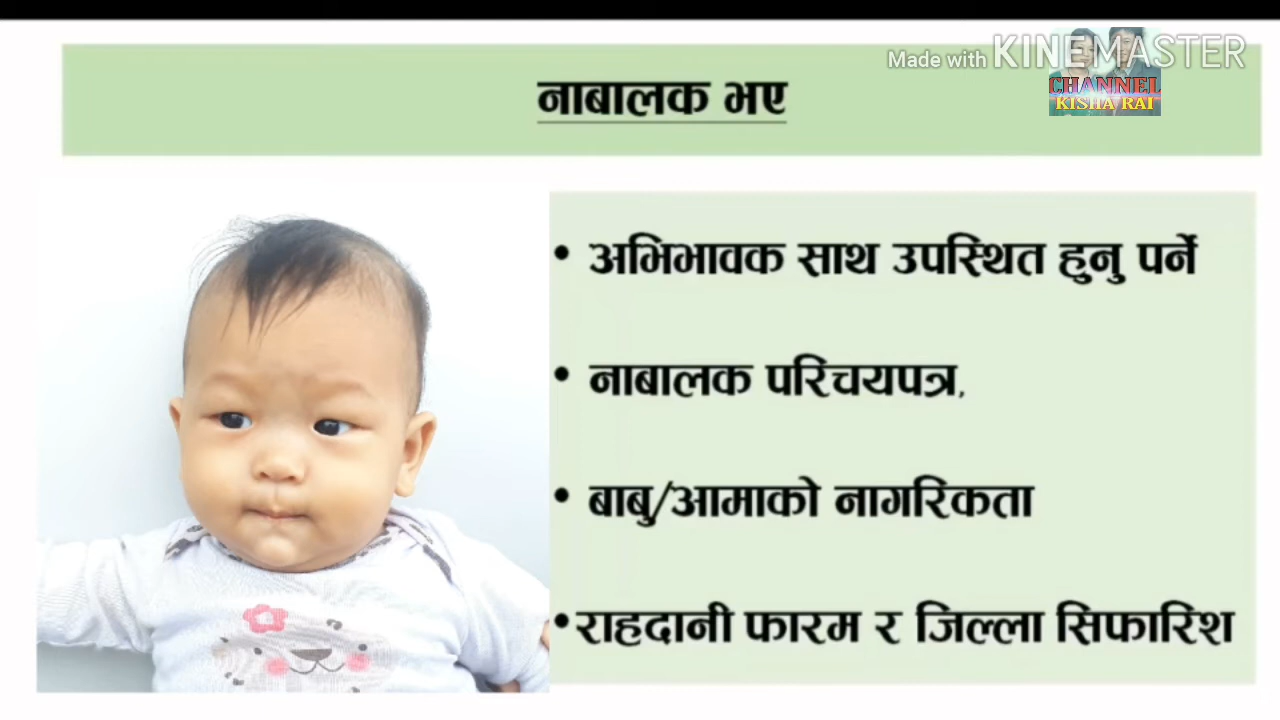 Made with KINEMASTER
CHANNEL
KISHA RAI
नाबालक भए
• अभिभावक साथ उपस्थित हुनु पर्ने
• नाबालक परिचयपत्र,
• बाबु/आमाको नागरिकता
• राहदानी फारम र जिल्ला सिफारिश